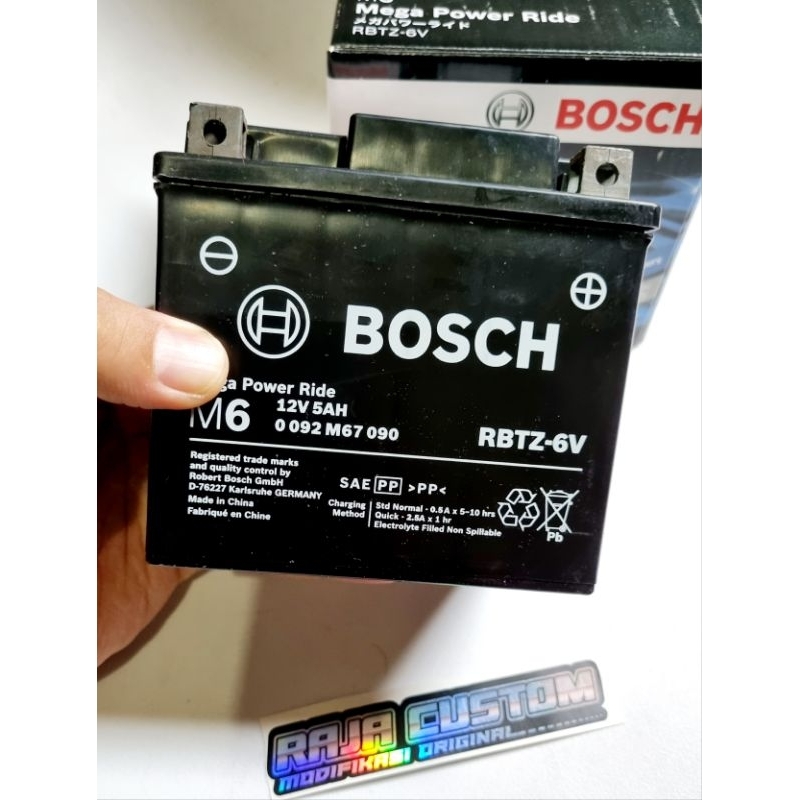 Mega Power Ride
メガパワーライド
RBTZ-6V
BOSCH
BOSCH
Power Ride
M6
12V 5AH
0 092 M67 090
RBTZ-6V
Registered trade marks
and quality control by
Robert Bosch GmbH
D-76227 Karlsruhe GERMANY
Made in China
Fabriqué en Chine
SAE PP >PP<
Charging
Method
Std Normal - 0.5A x 5~10 hrs
Quick - 2.5A x 1 hr
Electrolyte Filled Non Spillable
Pb
RAJA CUSTOM
MODIFIKASI ORIGINAL